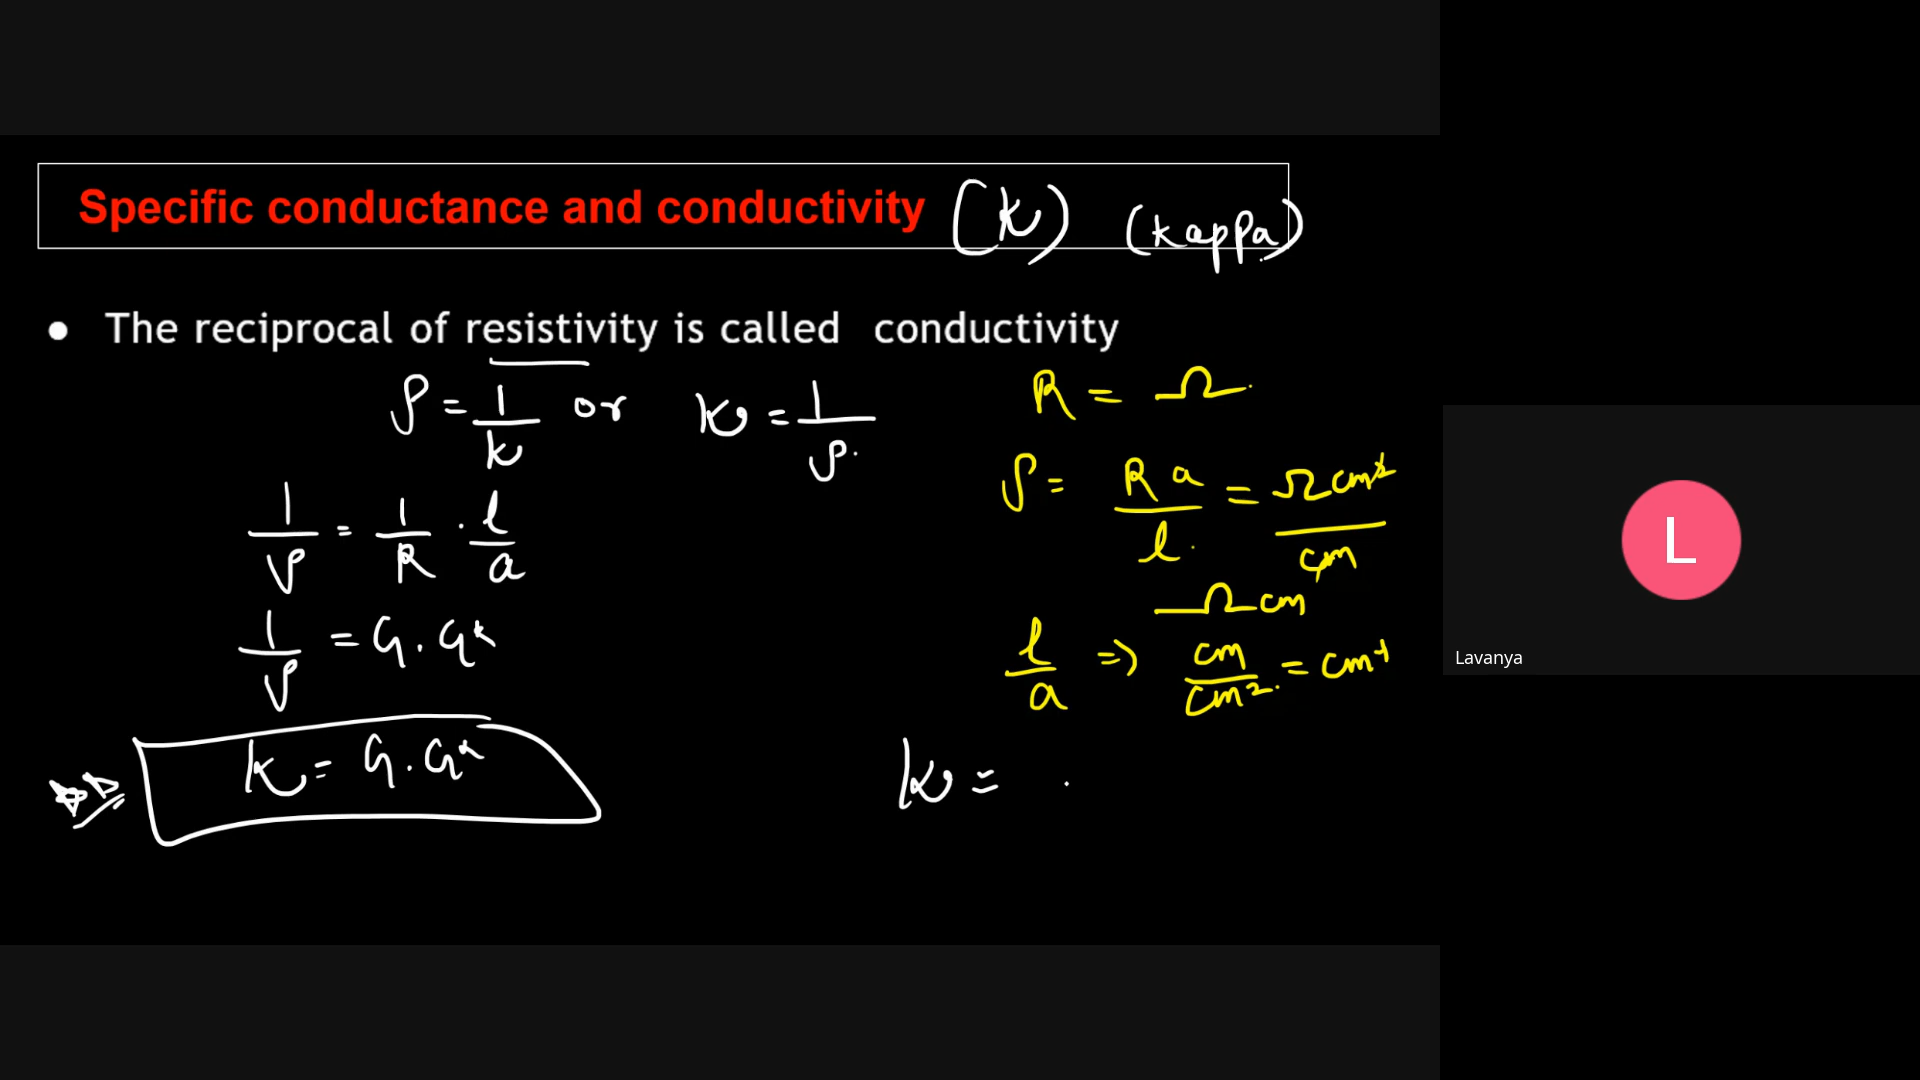 Specific conductance and conductivity (K) (Kappa)
• The reciprocal of resistivity is called conductivity
ρ = 1/K or K = 1/ρ
1/ρ = 1/R · l/a
1/ρ = G · G*
K = G · G*
R = Ω
ρ = R a / l = Ω cm² / cm
Ω cm
l/a => cm/cm² = cm⁻¹
K =
L
Lavanya